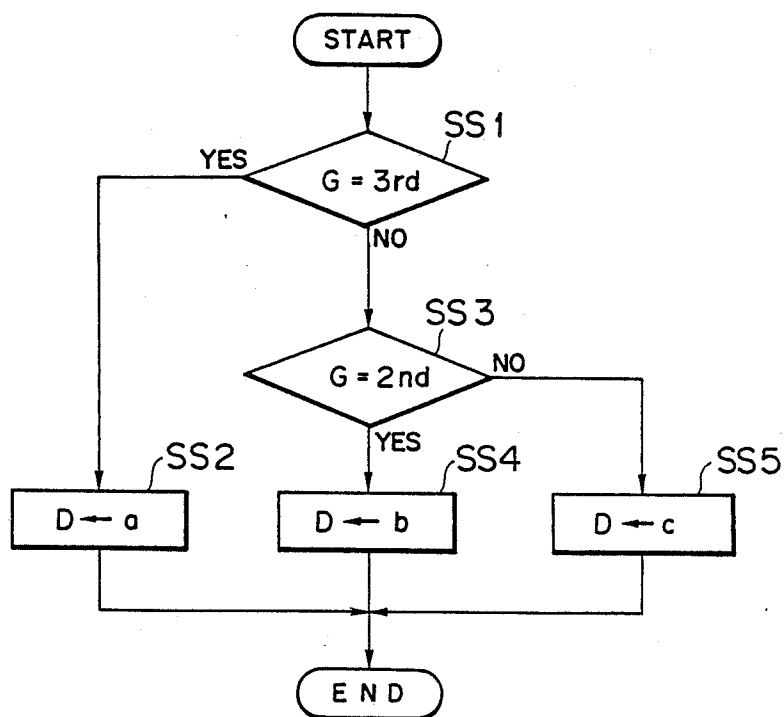 START
SS1
YES
G = 3rd
NO
SS3
G = 2nd
NO
YES
SS2
SS4
SS5
D ← a
D ← b
D ← c
END